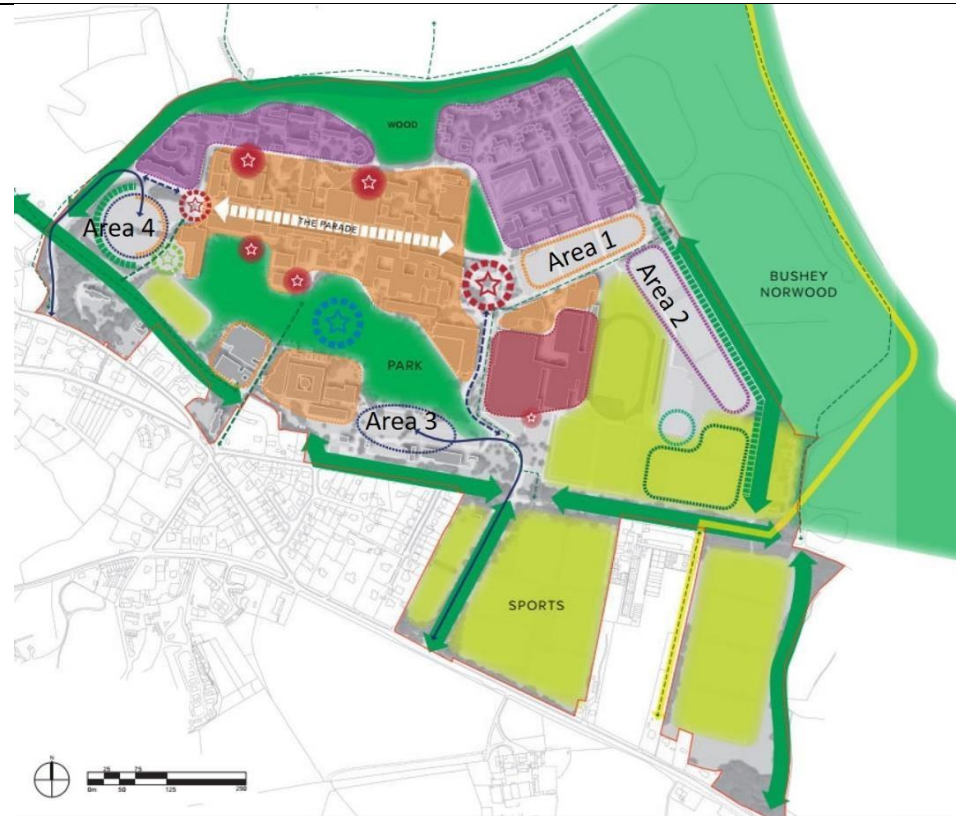 WOOD
THE PARADE
Area 4
Area 1
Area 2
BUSHEY
NORWOOD
PARK
Area 3
SPORTS
N
25 75
0m 50 125 250